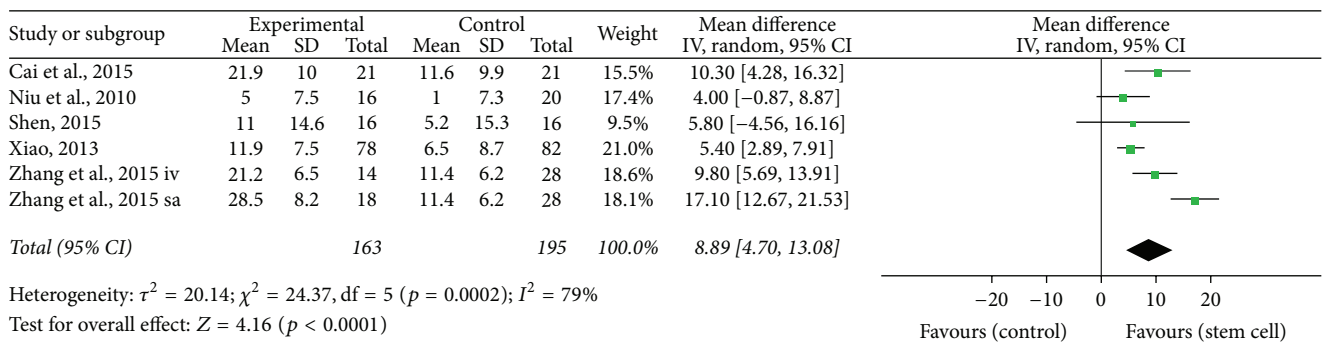 Study or subgroup Experimental Control Weight Mean difference Mean difference
Mean SD Total Mean SD Total IV, random, 95% CI IV, random, 95% CI
Cai et al., 2015 21.9 10 21 11.6 9.9 21 15.5% 10.30 [4.28, 16.32]
Niu et al., 2010 5 7.5 16 1 7.3 20 17.4% 4.00 [−0.87, 8.87]
Shen, 2015 11 14.6 16 5.2 15.3 16 9.5% 5.80 [−4.56, 16.16]
Xiao, 2013 11.9 7.5 78 6.5 8.7 82 21.0% 5.40 [2.89, 7.91]
Zhang et al., 2015 iv 21.2 6.5 14 11.4 6.2 28 18.6% 9.80 [5.69, 13.91]
Zhang et al., 2015 sa 28.5 8.2 18 11.4 6.2 28 18.1% 17.10 [12.67, 21.53]
Total (95% CI) 163 195 100.0% 8.89 [4.70, 13.08]
Heterogeneity: τ² = 20.14; χ² = 24.37, df = 5 (p = 0.0002); I² = 79%
Test for overall effect: Z = 4.16 (p < 0.0001)
−20 −10 0 10 20
Favours (control) Favours (stem cell)